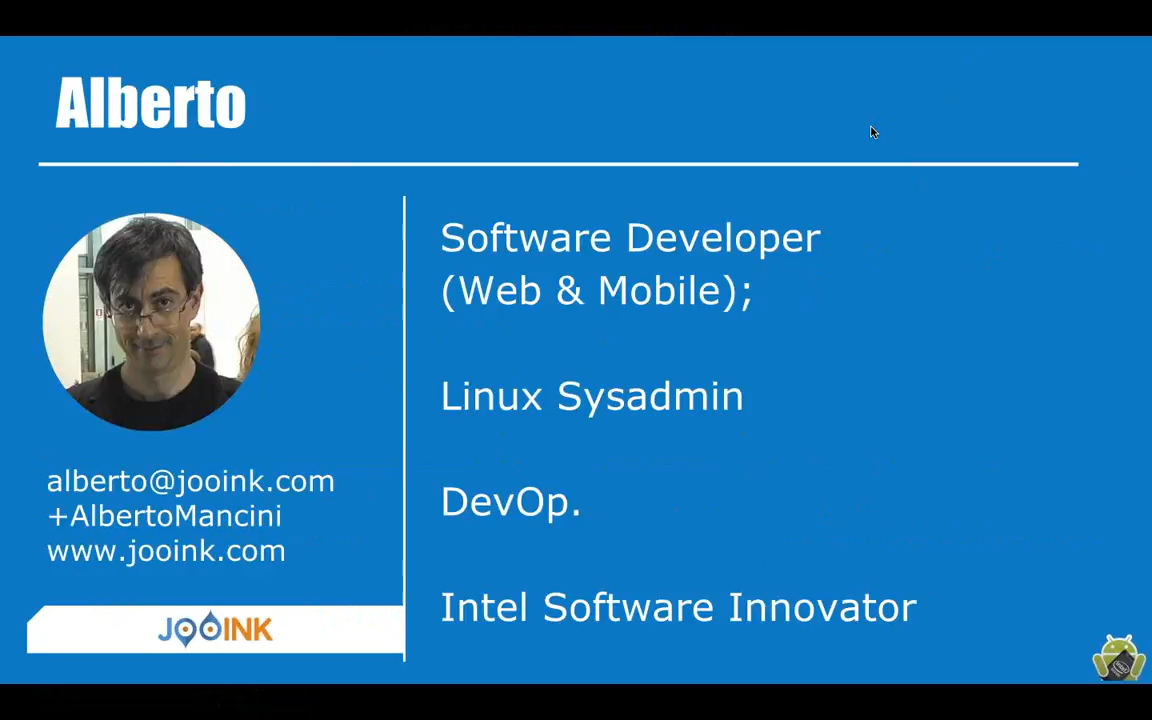 Alberto
Software Developer
(Web & Mobile);
Linux Sysadmin
DevOp.
Intel Software Innovator
alberto@jooink.com
+AlbertoMancini
www.jooink.com
JOOINK